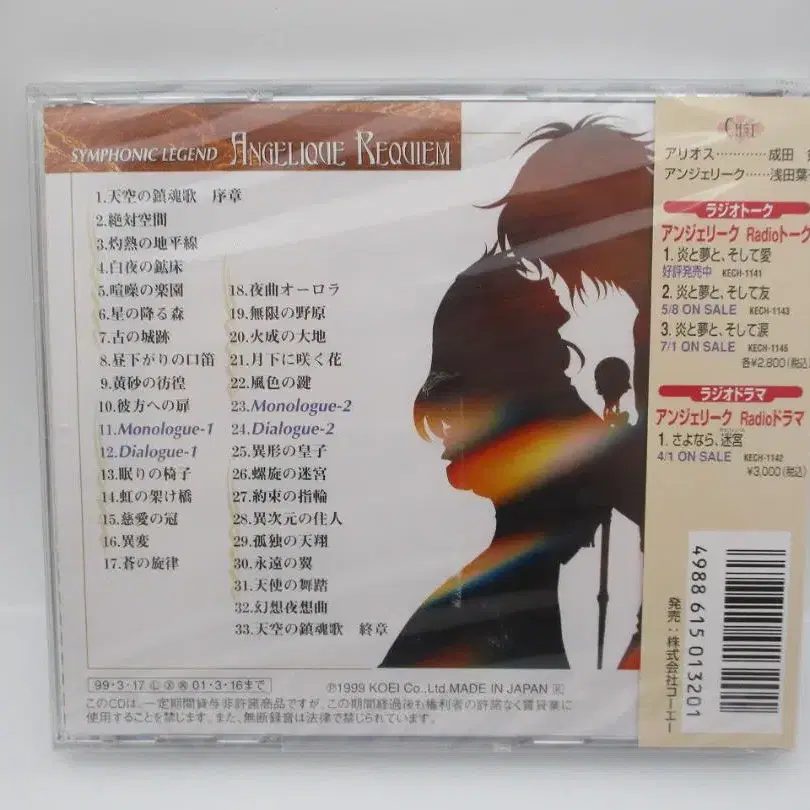 SYMPHONIC LEGEND ANGELIQUE REQUIEM
1.天空の鎮魂歌 序章
2.絶対空間
3.灼熱の地平線
4.白夜の鉱床
5.喧噪の楽園
6.星の降る森
7.古の城跡
8.昼下がりの口笛
9.黄砂の彷徨
10.彼方への扉
11.Monologue-1
12.Dialogue-1
13.眠りの椅子
14.虹の架け橋
15.慈愛の冠
16.異変
17.蒼の旋律
18.夜曲オーロラ
19.無限の野原
20.火成の大地
21.月下に咲く花
22.風色の鍵
23.Monologue-2
24.Dialogue-2
25.異形の皇子
26.螺旋の迷宮
27.約束の指輪
28.異次元の住人
29.孤独の天翔
30.永遠の翼
31.天使の舞踏
32.幻想夜想曲
33.天空の鎮魂歌 終章
99・3・17 Ⓛ Ⓧ 01・3・16まで
Ⓟ1999 KOEI Co.,Ltd.MADE IN JAPAN
このCDは、一定期間貸与非許諾商品ですが、この期間経過後も権利者の許諾なく賃貸業に
使用することを禁じます。また、無断録音は法律で禁じられています。
CAST
アリオス…………成田
アンジェリーク……浅田葉
ラジオトーク
アンジェリーク Radioトーク
1. 炎と夢と、そして愛
好評発売中 KECH-1141
2. 炎と夢と、そして友
5/8 ON SALE KECH-1143
3. 炎と夢と、そして涙
7/1 ON SALE KECH-1145
各¥2,800(税込)
ラジオドラマ
アンジェリーク Radioドラマ
1. さよなら、迷宮
4/1 ON SALE KECH-1142
¥3,000(税込)
4988615013201
発売:株式会社コーエー